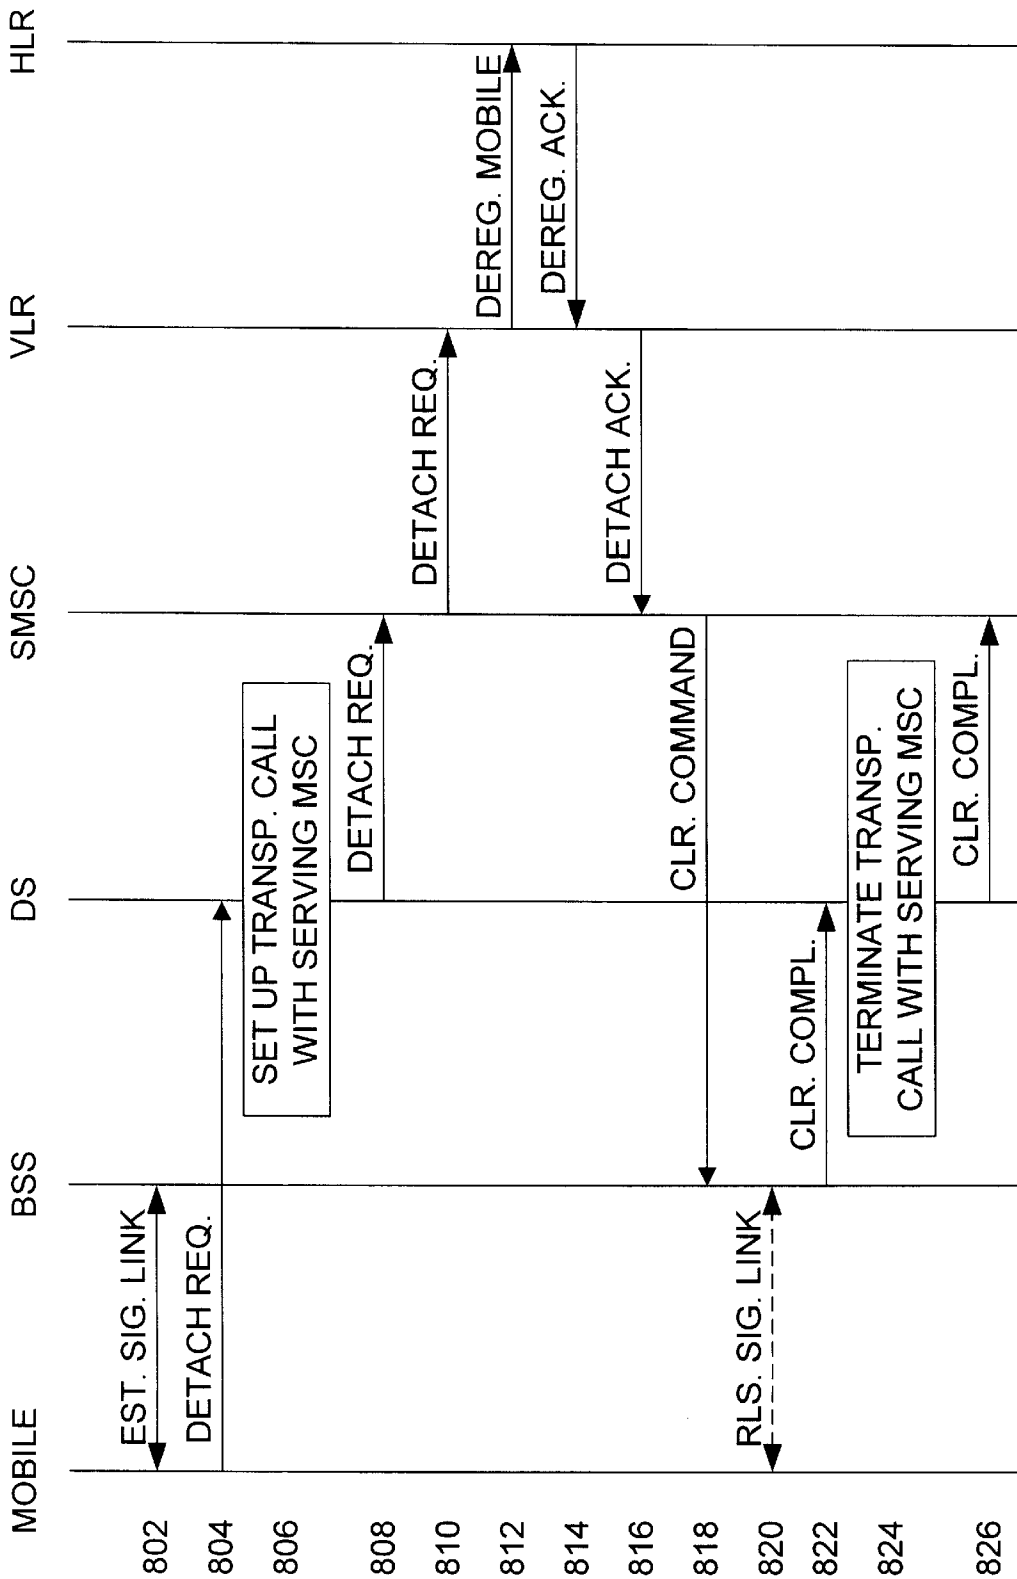 MOBILE
BSS
DS
SMSC
VLR
HLR
802
EST. SIG. LINK
804
DETACH REQ.
806
SET UP TRANSP. CALL
WITH SERVING MSC
808
DETACH REQ.
810
DETACH REQ.
812
DEREG. MOBILE
814
DEREG. ACK.
816
DETACH ACK.
818
CLR. COMMAND
820
RLS. SIG. LINK
822
CLR. COMPL.
824
TERMINATE TRANSP.
CALL WITH SERVING MSC
826
CLR. COMPL.